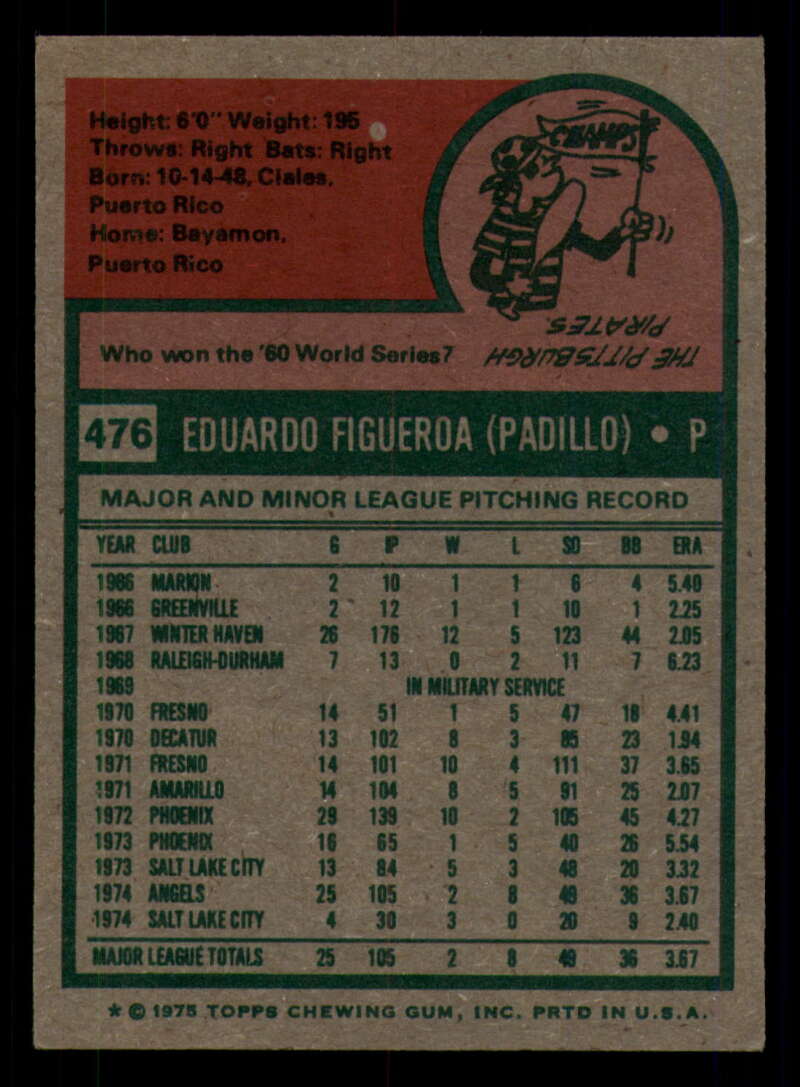 Height: 6'0" Weight: 195
Throws: Right Bats: Right
Born: 10-14-48, Ciales,
Puerto Rico
Home: Bayamon,
Puerto Rico
CHAMPS
Who won the '60 World Series?
THE PITTSBURGH
PIRATES.
476 EDUARDO FIGUEROA (PADILLO) • P
MAJOR AND MINOR LEAGUE PITCHING RECORD
YEAR CLUB G IP W L SO BB ERA
1966 MARION 2 10 1 1 6 4 5.40
1966 GREENVILLE 2 12 1 1 10 1 2.25
1967 WINTER HAVEN 26 176 12 5 123 44 2.05
1968 RALEIGH-DURHAM 7 13 0 2 11 7 6.23
1969 IN MILITARY SERVICE
1970 FRESNO 14 51 1 5 47 18 4.41
1970 DECATUR 13 102 8 3 85 23 1.94
1971 FRESNO 14 101 10 4 111 37 3.65
1971 AMARILLO 14 104 8 5 91 25 2.07
1972 PHOENIX 29 139 10 2 105 45 4.27
1973 PHOENIX 16 65 1 5 40 26 5.54
1973 SALT LAKE CITY 13 84 5 3 48 20 3.32
1974 ANGELS 25 105 2 8 49 36 3.67
1974 SALT LAKE CITY 4 30 3 0 20 9 2.40
MAJOR LEAGUE TOTALS 25 105 2 8 49 36 3.67
* © 1975 TOPPS CHEWING GUM, INC. PRTD IN U.S.A.